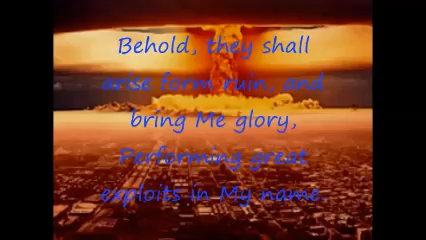 Behold, they shall
arise form ruin, and
bring Me glory,
Performing great
exploits in My name.